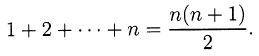 1 + 2 + ··· + n = n(n + 1)/2.